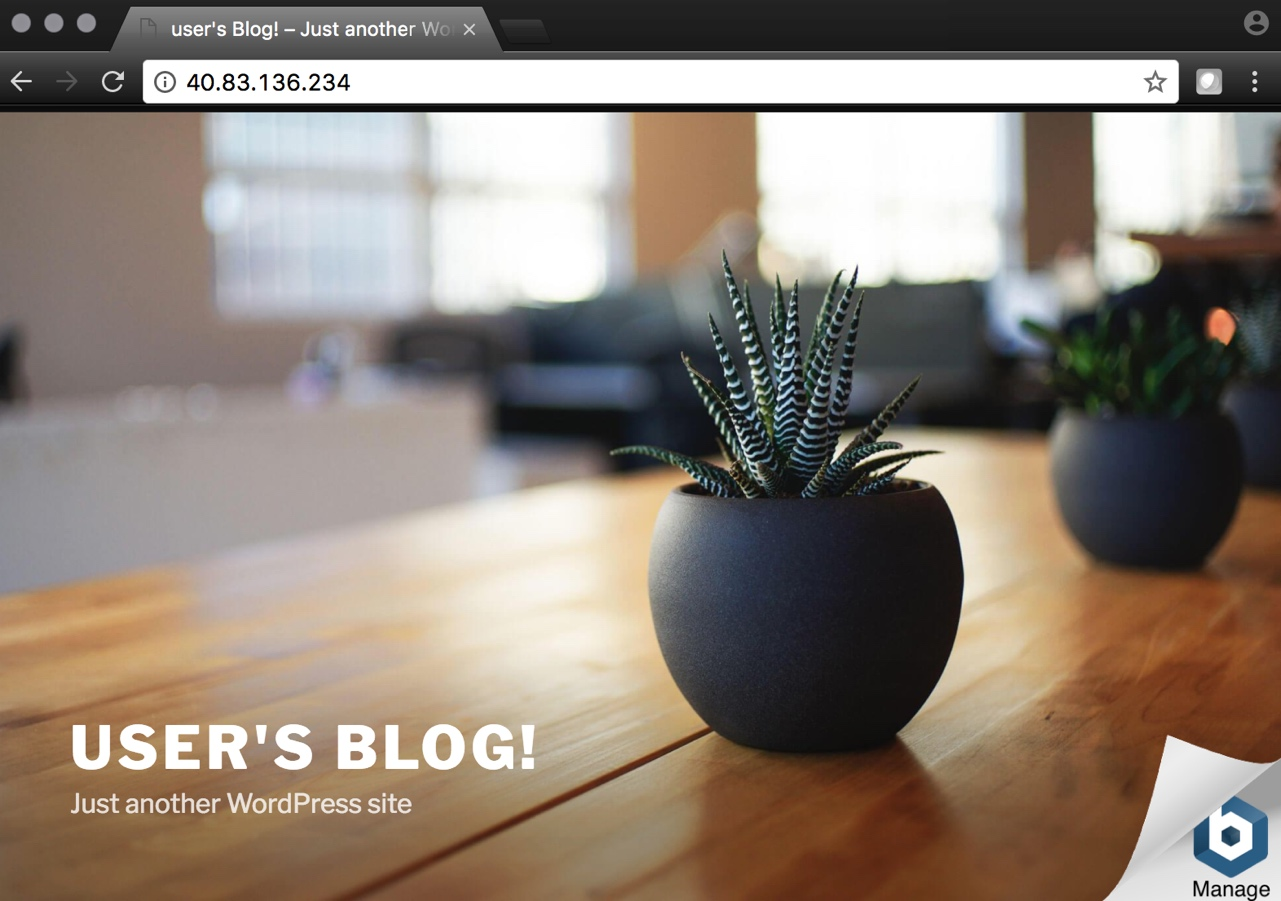 user's Blog! – Just another Wo
40.83.136.234
USER'S BLOG!
Just another WordPress site
b
Manage